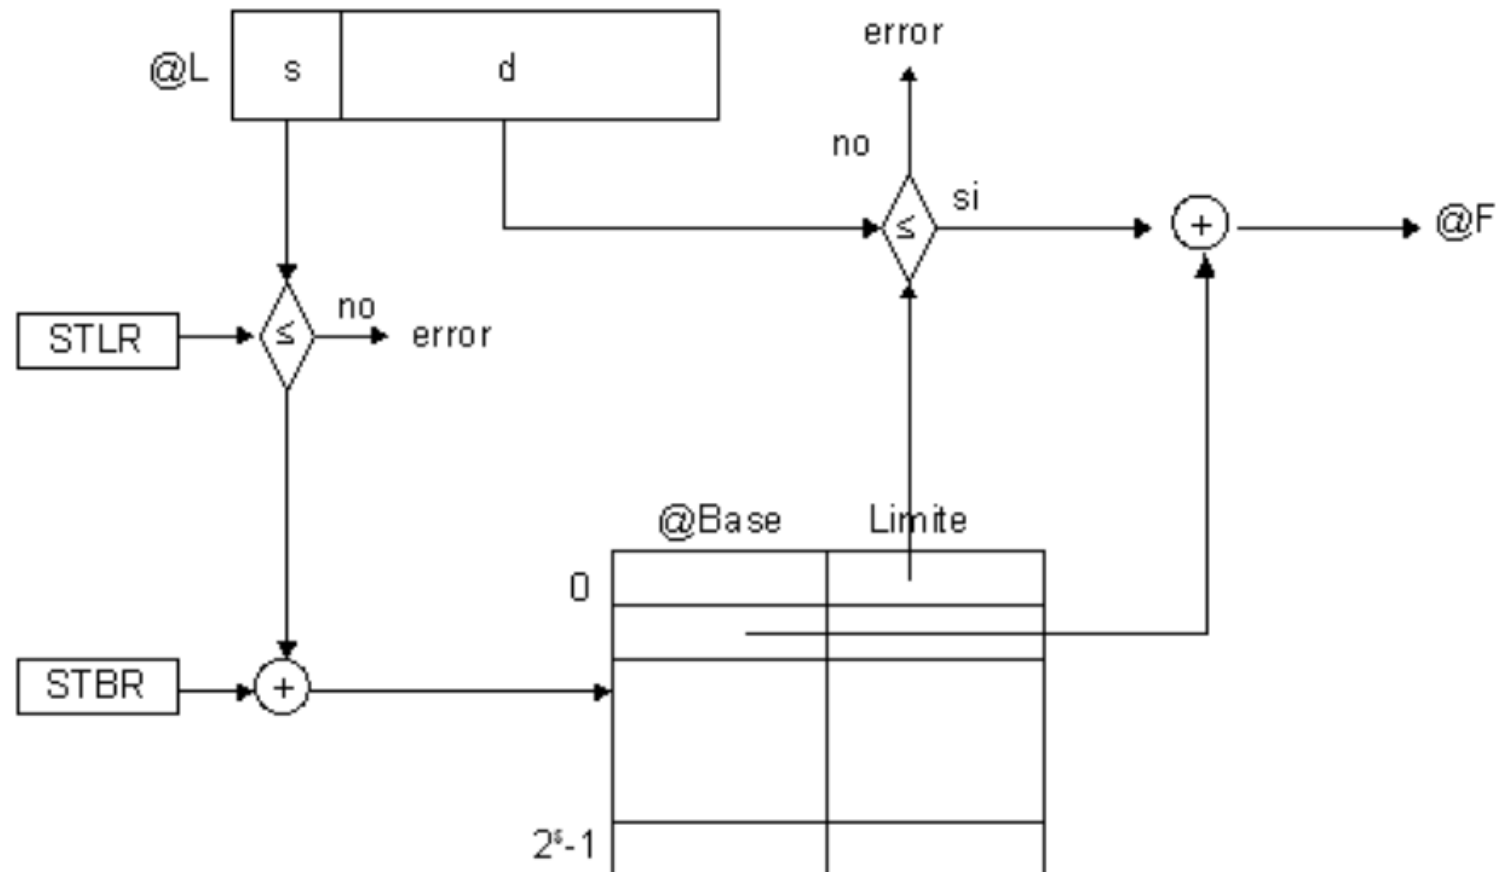 error
@L s d
no
si
≤
+
@F
no
STLR
≤
error
@Base Limite
0
STBR
+
2ˢ-1